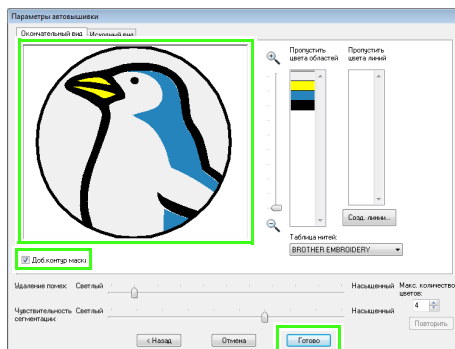 Параметры автовышивки
Окончательный вид Исходный вид
Пропустить цвета областей
Пропустить цвета линий
Созд. линии...
Таблица нитей:
BROTHER EMBROIDERY
Доб.контур маски
Удаление помех: Светлый Насыщенный
Макс. количество цветов:
4
Чувствительность сегментации: Светлый Насыщенный
Повторить
< Назад Отмена Готово